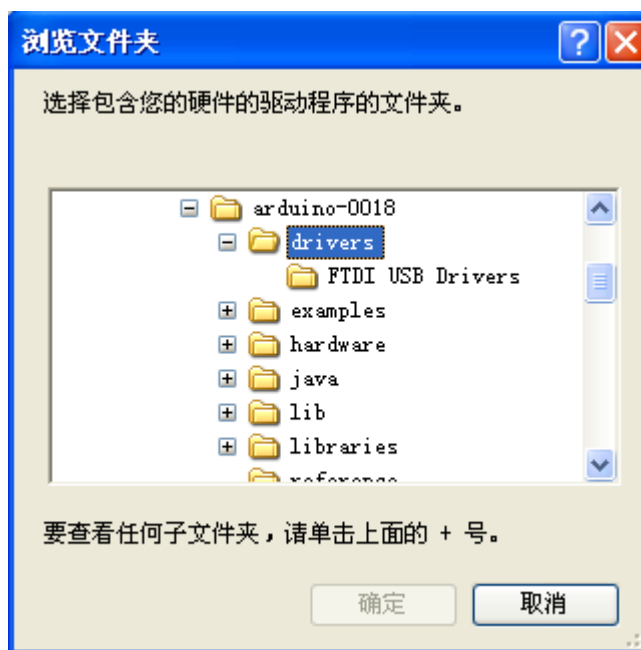 浏览文件夹
选择包含您的硬件的驱动程序的文件夹。
arduino-0018
drivers
FTDI USB Drivers
examples
hardware
java
lib
libraries
reference
要查看任何子文件夹，请单击上面的 + 号。
确定
取消